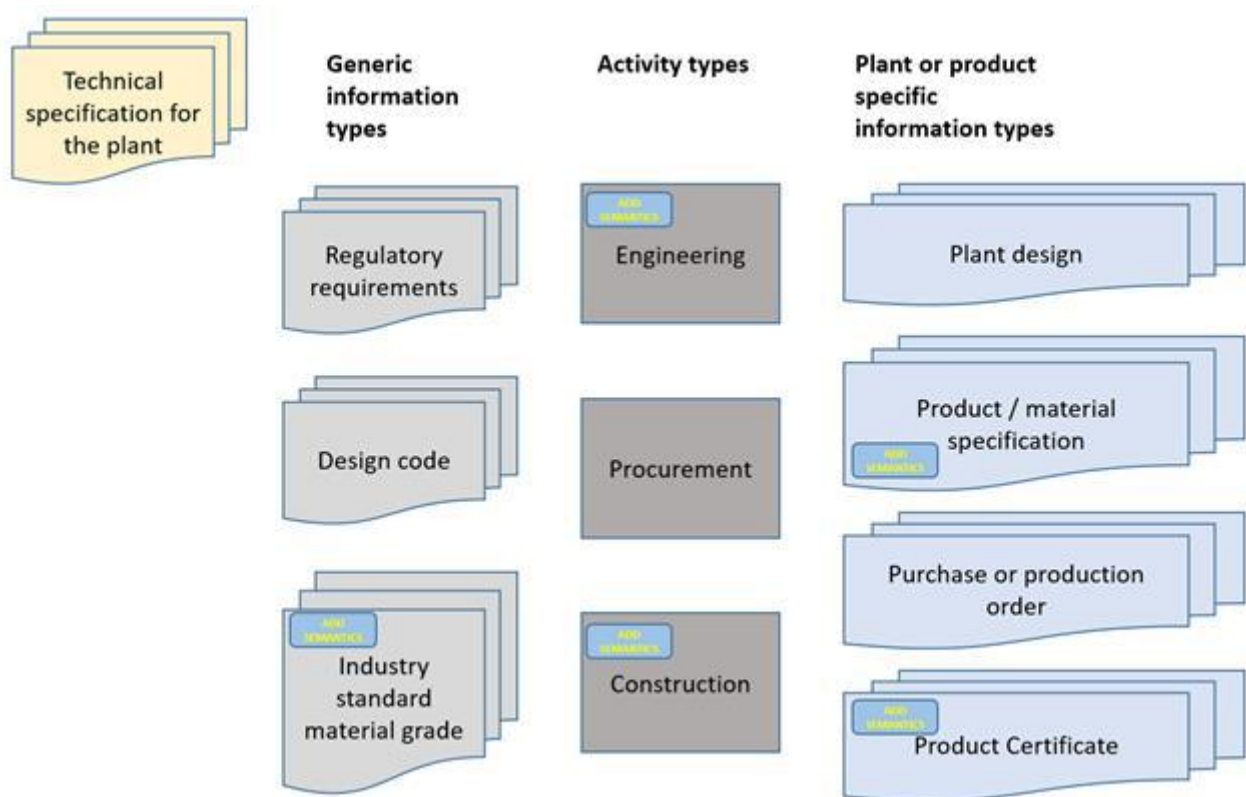 Technical
specification for
the plant
Generic
information
types
Activity types
Plant or product
specific
information types
Regulatory
requirements
ADD
SEMANTICS
Engineering
Plant design
Design code
Procurement
Product / material
specification
ADD
SEMANTICS
Purchase or production
order
ADD
SEMANTICS
Industry
standard
material grade
ADD
SEMANTICS
Construction
ADD
SEMANTICS
Product Certificate